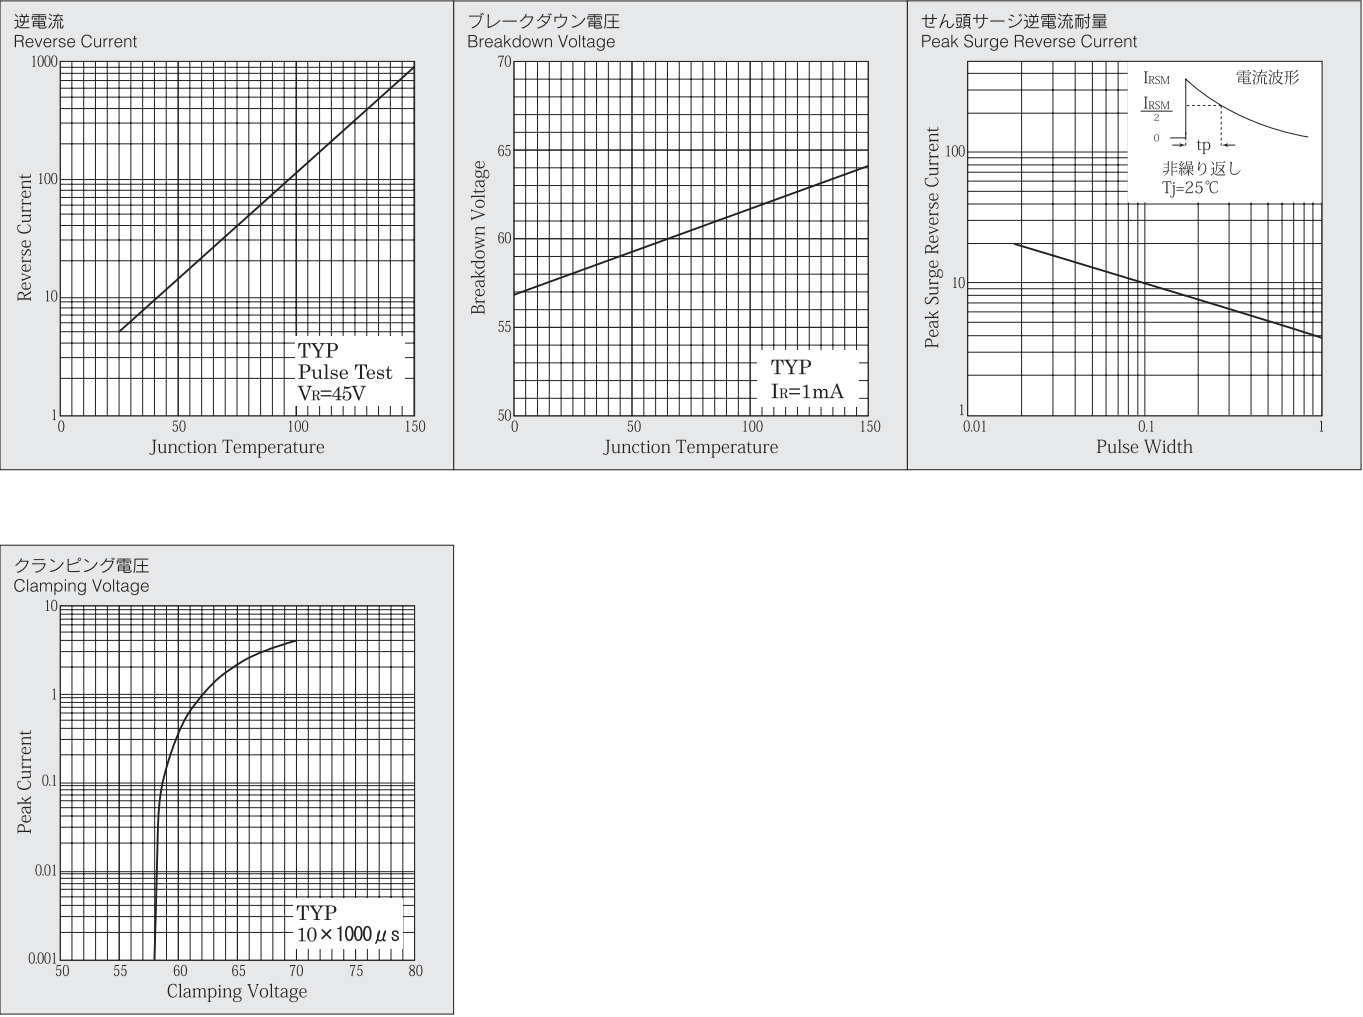 逆電流
Reverse Current
1000
100
10
1
Reverse Current
TYP
Pulse Test
VR=45V
0 50 100 150
Junction Temperature
ブレークダウン電圧
Breakdown Voltage
70
65
60
55
50
Breakdown Voltage
TYP
IR=1mA
0 50 100 150
Junction Temperature
せん頭サージ逆電流耐量
Peak Surge Reverse Current
100
10
1
Peak Surge Reverse Current
電流波形
IRSM
IRSM
2
0
tp
非繰り返し
Tj=25℃
0.01 0.1 1
Pulse Width
クランピング電圧
Clamping Voltage
10
1
0.1
0.01
0.001
Peak Current
TYP
10×1000μs
50 55 60 65 70 75 80
Clamping Voltage